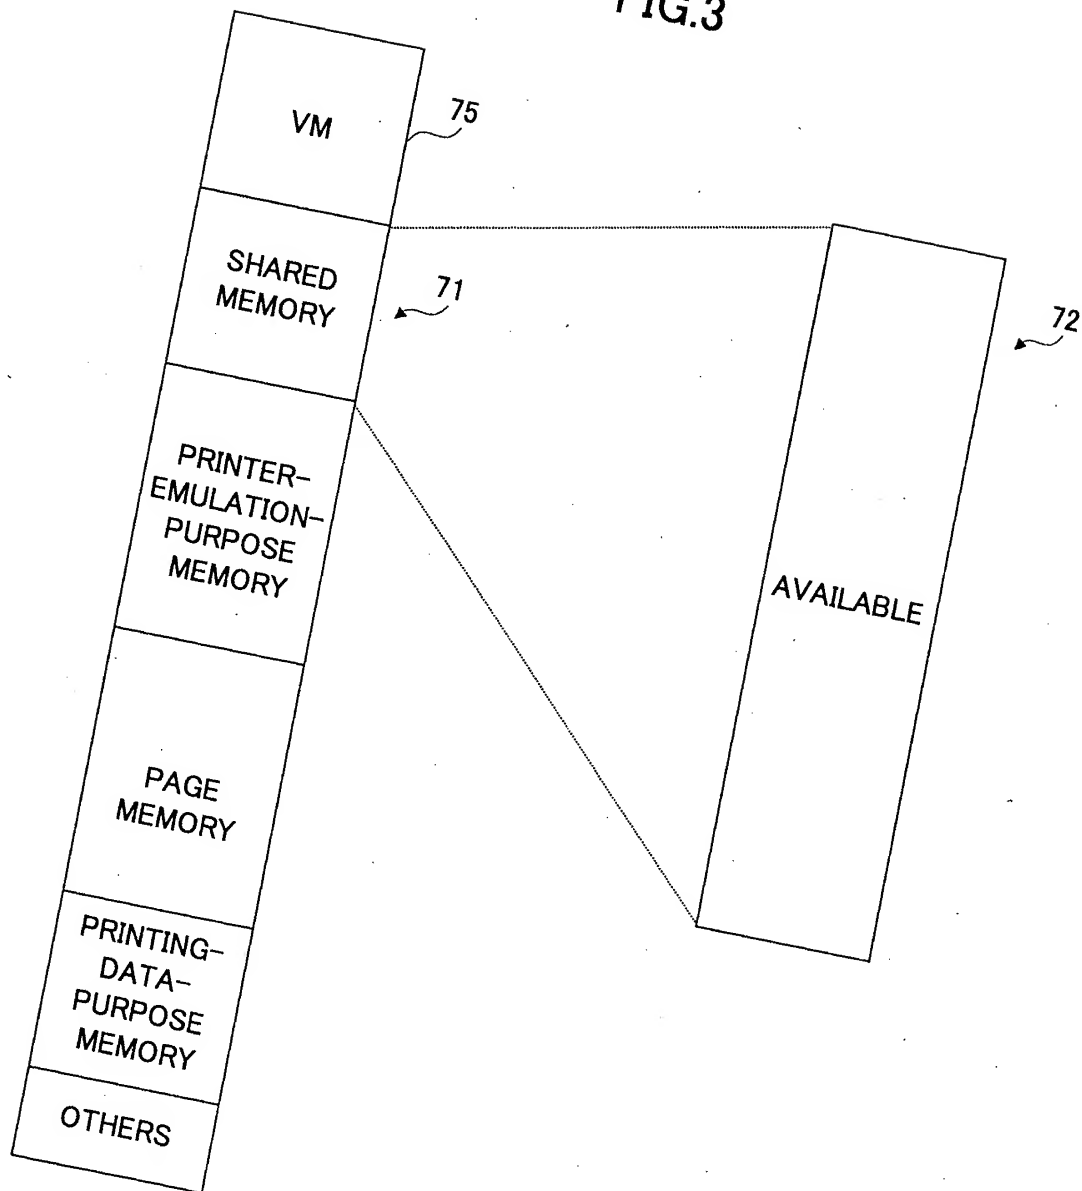 FIG.3
VM
75
SHARED
MEMORY
71
72
PRINTER-
EMULATION-
PURPOSE
MEMORY
AVAILABLE
PAGE
MEMORY
PRINTING-
DATA-
PURPOSE
MEMORY
OTHERS